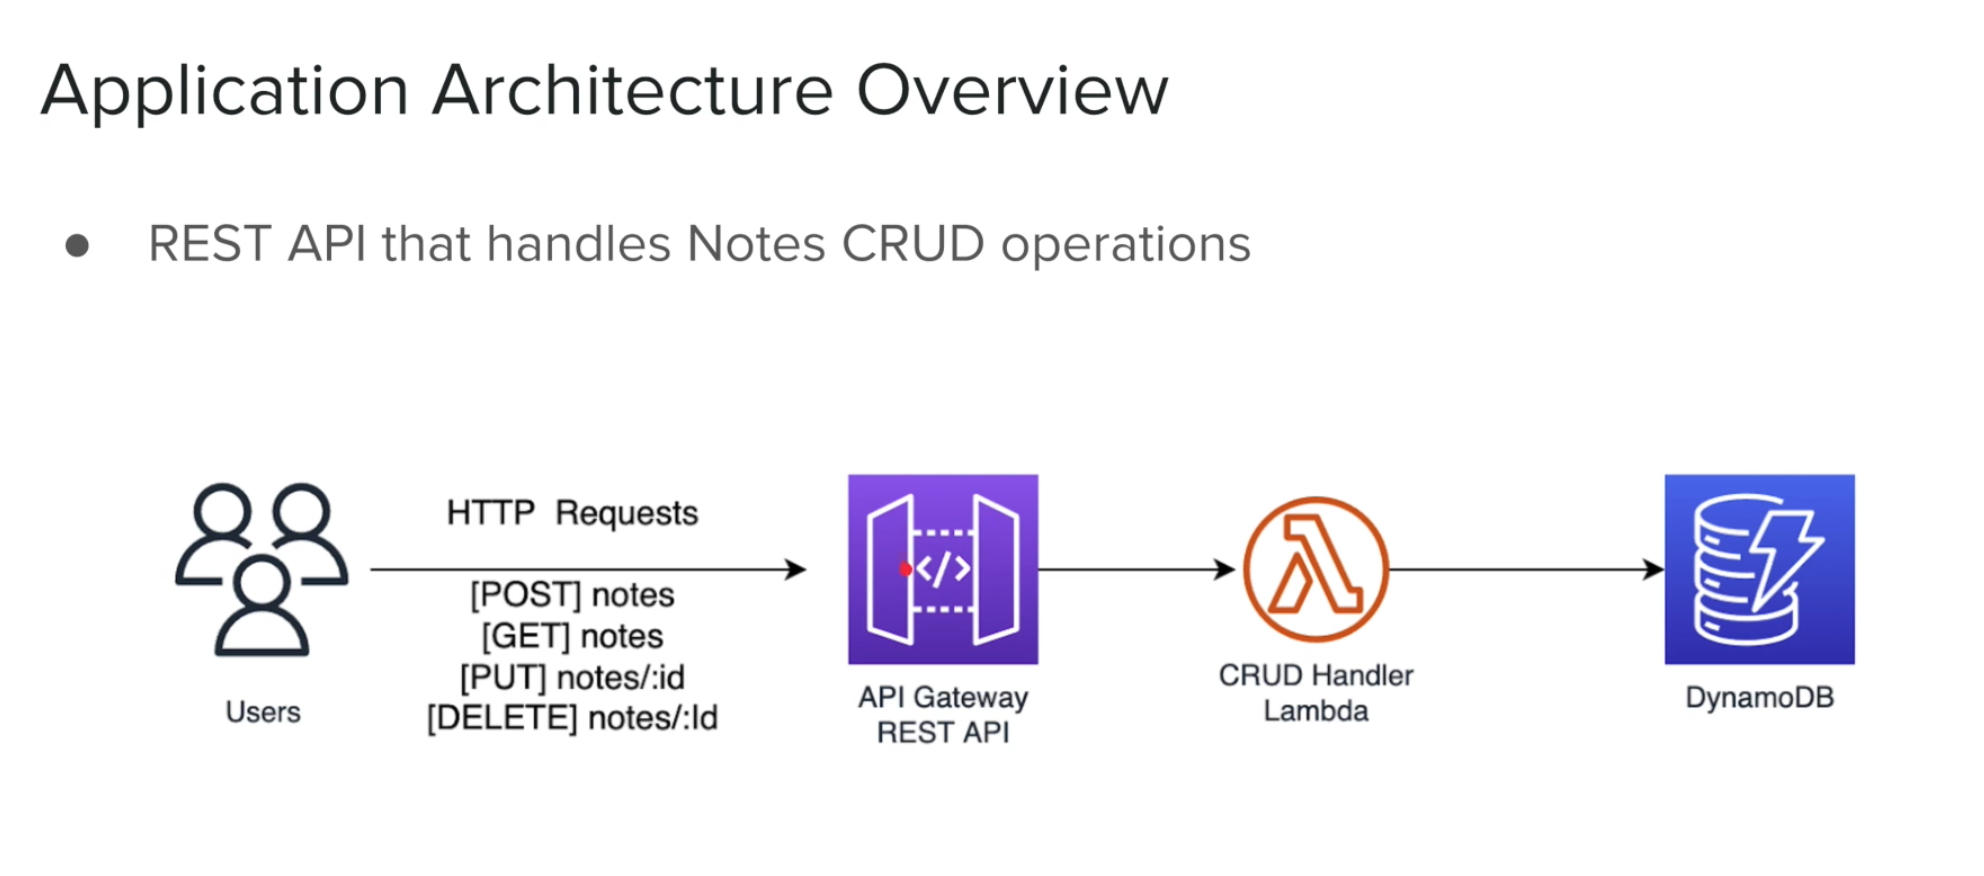 Application Architecture Overview
● REST API that handles Notes CRUD operations
HTTP Requests
[POST] notes
[GET] notes
[PUT] notes/:id
[DELETE] notes/:Id
Users
</>
API Gateway
REST API
CRUD Handler
Lambda
DynamoDB